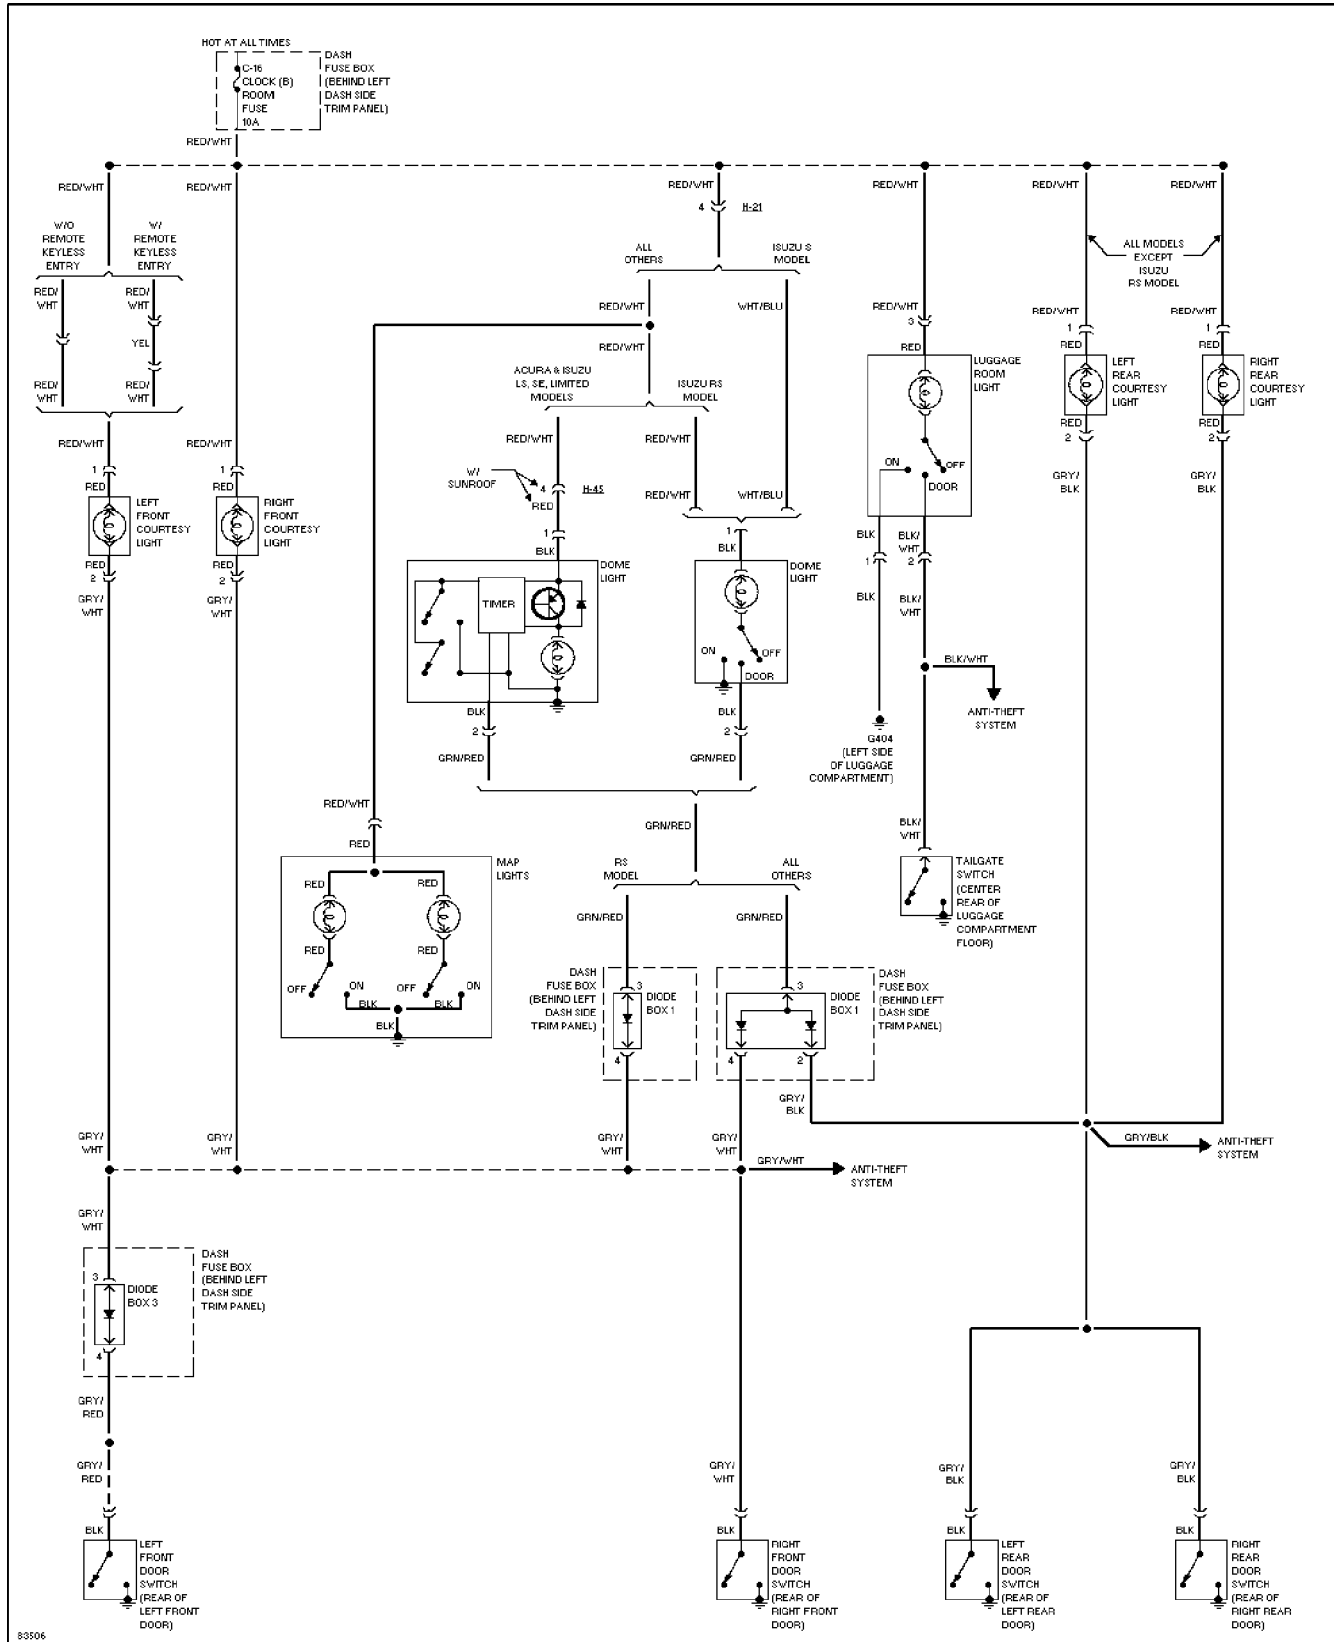 HOT AT ALL TIMES
C-16
CLOCK (B)
ROOM
FUSE
10A
DASH
FUSE BOX
(BEHIND LEFT
DASH SIDE
TRIM PANEL)
RED/WHT
RED/WHT
RED/WHT
RED/WHT
RED/WHT
RED/WHT
RED/WHT
4
H-21
W/O
REMOTE
KEYLESS
ENTRY
W/
REMOTE
KEYLESS
ENTRY
ALL
OTHERS
ISUZU S
MODEL
ALL MODELS
EXCEPT
ISUZU
RS MODEL
RED/
WHT
RED/
WHT
YEL
RED/
WHT
RED/
WHT
RED/WHT
WHT/BLU
RED/WHT
RED/WHT
3
RED
RED/WHT
1
RED
RED/WHT
1
RED
LUGGAGE
ROOM
LIGHT
LEFT
REAR
COURTESY
LIGHT
RIGHT
REAR
COURTESY
LIGHT
ACURA & ISUZU
LS, SE, LIMITED
MODELS
ISUZU RS
MODEL
RED
2
RED
2
RED/WHT
RED/WHT
RED/WHT
RED/WHT
W/
SUNROOF
4
H-45
RED
RED/WHT
WHT/BLU
ON
OFF
DOOR
GRY/
BLK
GRY/
BLK
1
RED
1
RED
LEFT
FRONT
COURTESY
LIGHT
RIGHT
FRONT
COURTESY
LIGHT
1
BLK
1
BLK
BLK
1
BLK/
WHT
2
RED
2
RED
2
GRY/
WHT
GRY/
WHT
DOME
LIGHT
TIMER
DOME
LIGHT
ON
OFF
DOOR
BLK
BLK/
WHT
BLK/WHT
ANTI-THEFT
SYSTEM
BLK
2
GRN/RED
BLK
2
GRN/RED
G404
(LEFT SIDE
OF LUGGAGE
COMPARTMENT)
RED/WHT
RED
GRN/RED
BLK/
WHT
MAP
LIGHTS
RS
MODEL
ALL
OTHERS
TAILGATE
SWITCH
(CENTER
REAR OF
LUGGAGE
COMPARTMENT
FLOOR)
RED
RED
RED
RED
OFF
ON
OFF
ON
BLK
BLK
BLK
GRN/RED
GRN/RED
DASH
FUSE BOX
(BEHIND LEFT
DASH SIDE
TRIM PANEL)
3
DIODE
BOX 1
4
3
DIODE
BOX 1
4
2
DASH
FUSE BOX
(BEHIND LEFT
DASH SIDE
TRIM PANEL)
GRY/
BLK
GRY/
WHT
GRY/
WHT
GRY/
WHT
GRY/
WHT
GRY/WHT
ANTI-THEFT
SYSTEM
GRY/BLK
ANTI-THEFT
SYSTEM
GRY/
WHT
DASH
FUSE BOX
(BEHIND LEFT
DASH SIDE
TRIM PANEL)
3
DIODE
BOX 3
4
GRY/
RED
GRY/
RED
GRY/
WHT
GRY/
BLK
GRY/
BLK
BLK
LEFT
FRONT
DOOR
SWITCH
(REAR OF
LEFT FRONT
DOOR)
BLK
RIGHT
FRONT
DOOR
SWITCH
(REAR OF
RIGHT FRONT
DOOR)
BLK
LEFT
REAR
DOOR
SWITCH
(REAR OF
LEFT REAR
DOOR)
BLK
RIGHT
REAR
DOOR
SWITCH
(REAR OF
RIGHT REAR
DOOR)
83506